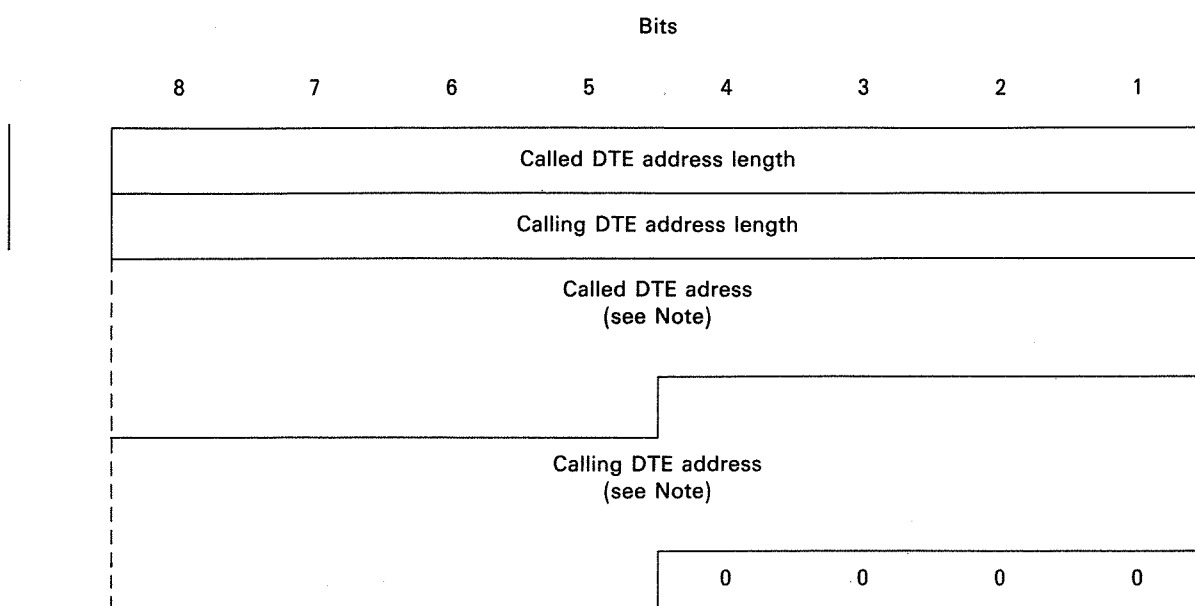 Bits
8 7 6 5 4 3 2 1
Called DTE address length
Calling DTE address length
Called DTE adress
(see Note)
Calling DTE address
(see Note)
0 0 0 0